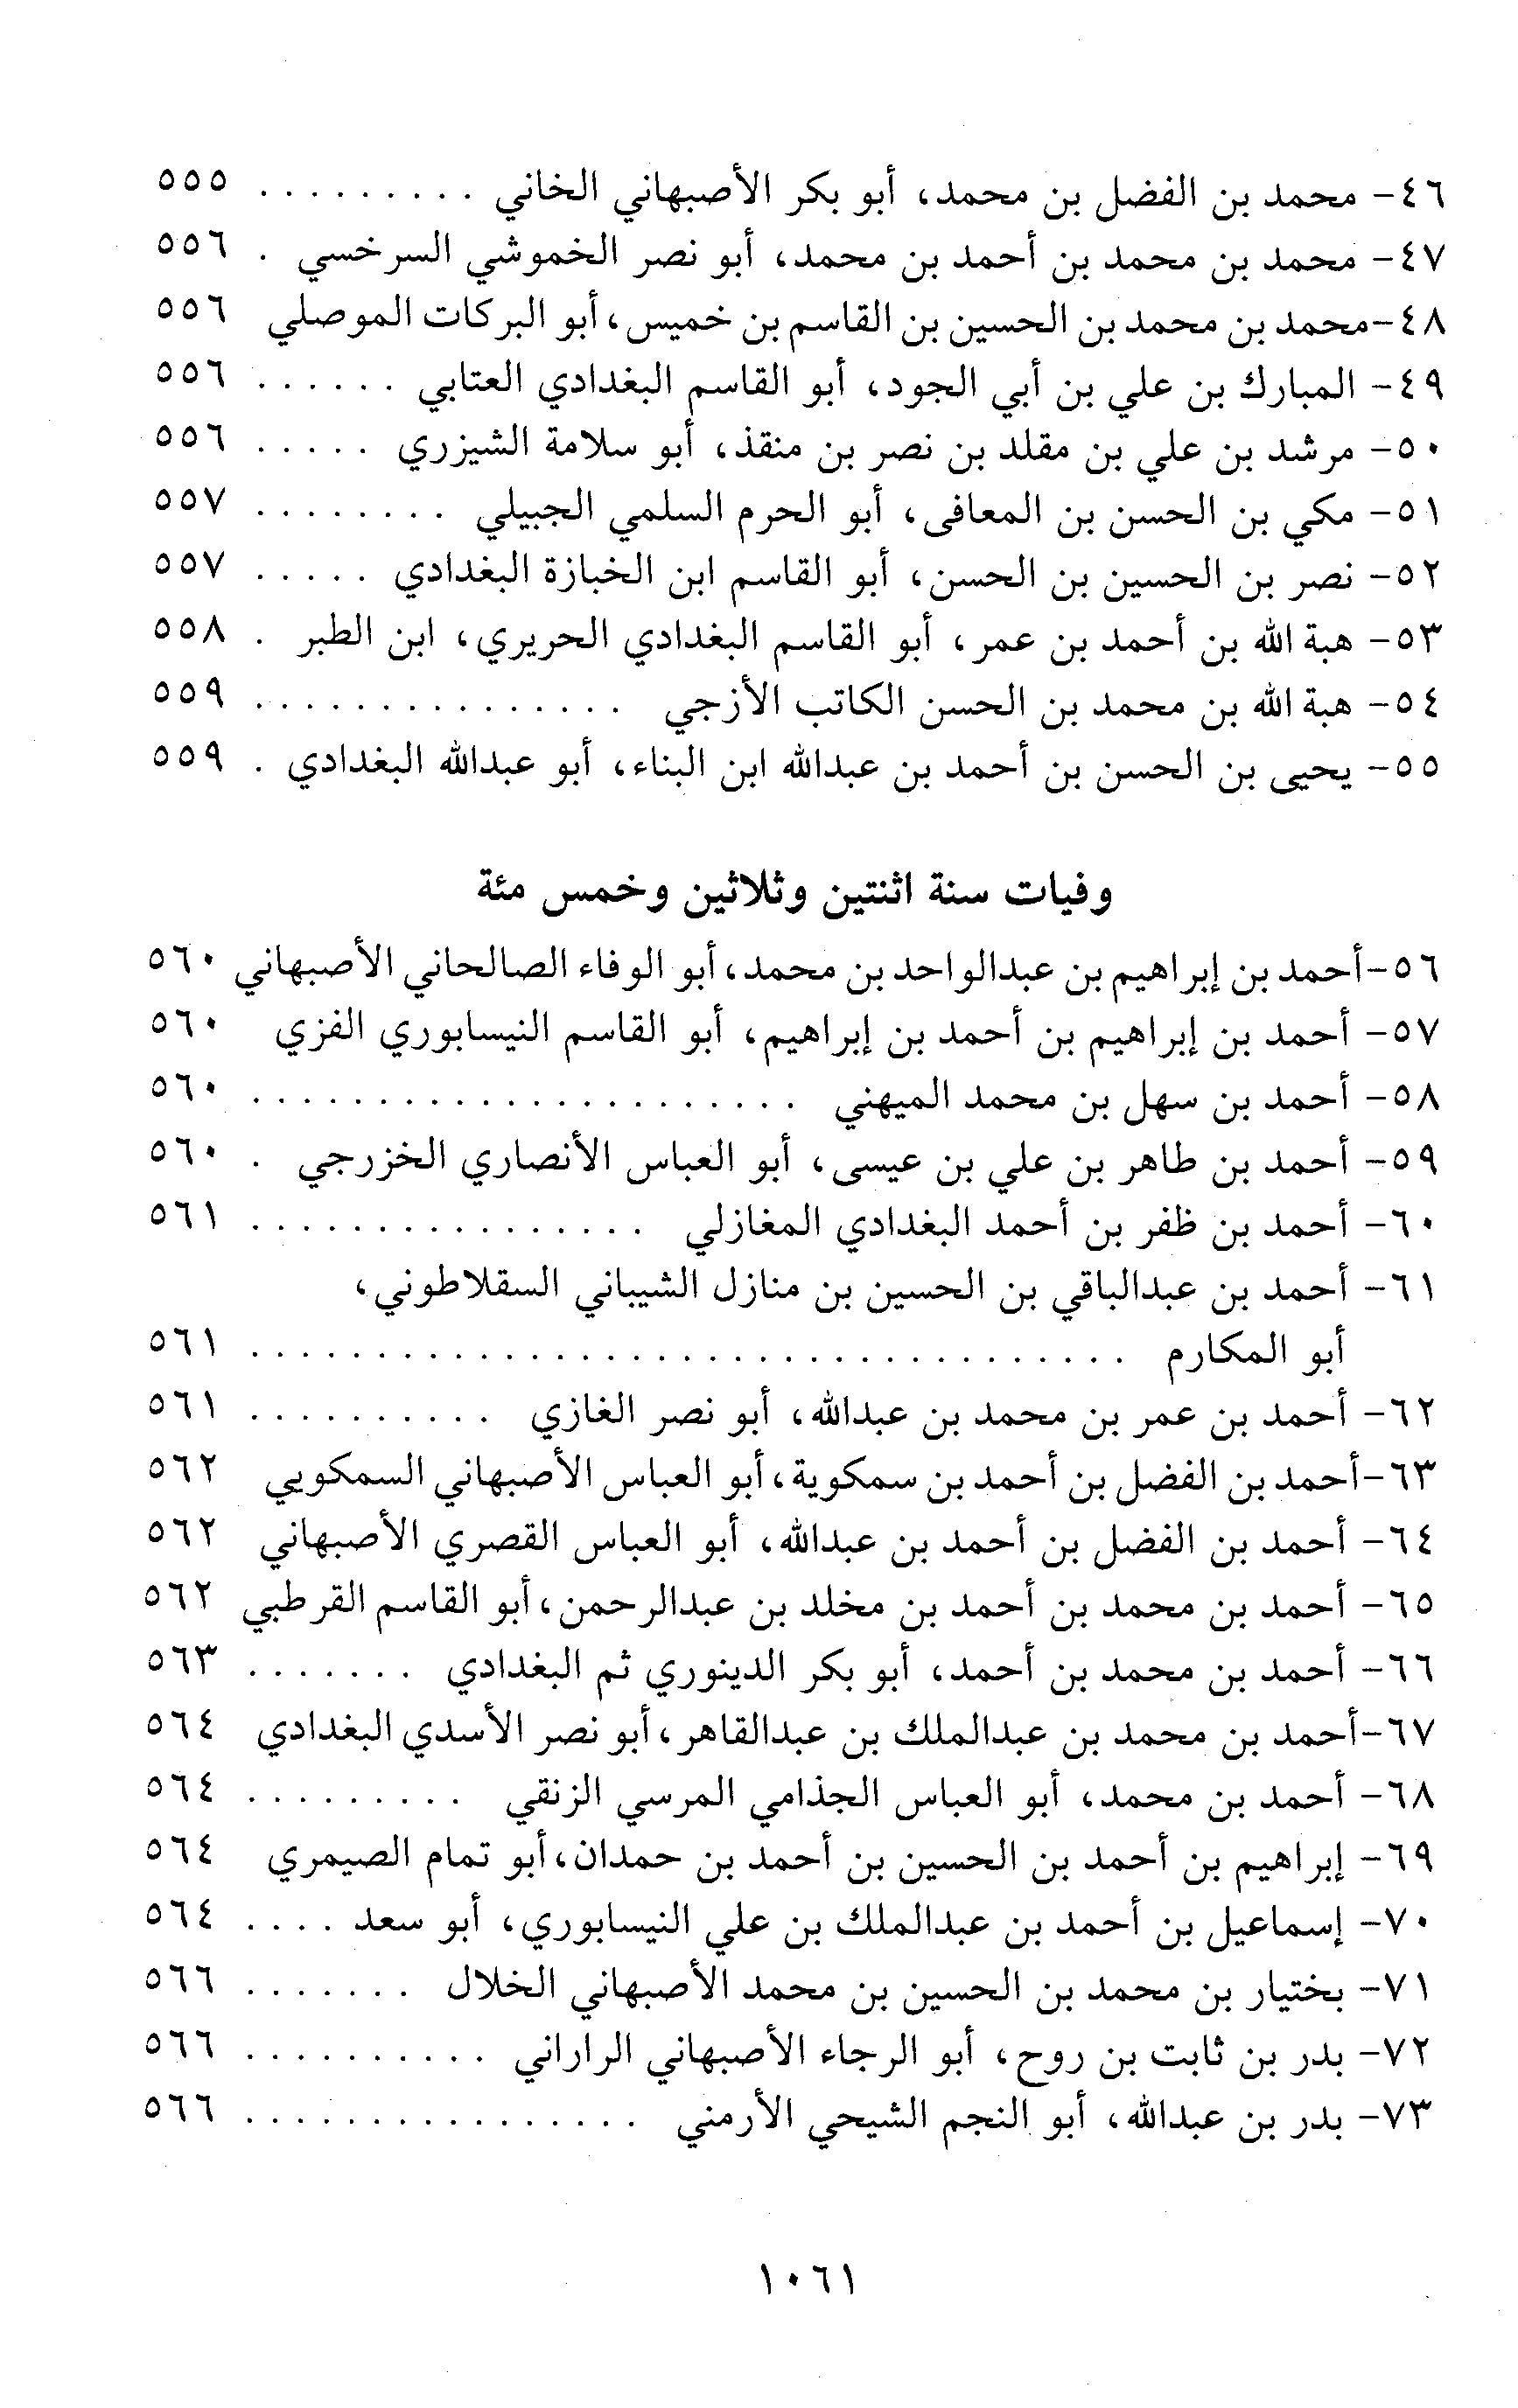 ٤٦- محمد بن الفضل بن محمد، أبو بكر الأصبهاني الخاني . . . . . . . . . ٥٥٥
٤٧- محمد بن محمد بن أحمد بن محمد، أبو نصر الخموشي السرخسي . ٥٥٦
٤٨-محمد بن محمد بن الحسين بن القاسم بن خميس، أبو البركات الموصلي ٥٥٦
٤٩- المبارك بن علي بن أبي الجود، أبو القاسم البغدادي العتابي . . . . . . ٥٥٦
٥٠- مرشد بن علي بن مقلد بن نصر بن منقذ، أبو سلامة الشيزري . . . . . ٥٥٦
٥١- مكي بن الحسن بن المعافى، أبو الحرم السلمي الجبيلي . . . . . . . . ٥٥٧
٥٢- نصر بن الحسين بن الحسن، أبو القاسم ابن الخبازة البغدادي . . . . . ٥٥٧
٥٣- هبة الله بن أحمد بن عمر، أبو القاسم البغدادي الحريري، ابن الطبر . ٥٥٨
٥٤- هبة الله بن محمد بن الحسن الكاتب الأزجي . . . . . . . . . . . . . . . ٥٥٩
٥٥- يحيى بن الحسن بن أحمد بن عبدالله ابن البناء، أبو عبدالله البغدادي . ٥٥٩
وفيات سنة اثنتين وثلاثين وخمس مئة
٥٦-أحمد بن إبراهيم بن عبدالواحد بن محمد، أبو الوفاء الصالحاني الأصبهاني ٥٦٠
٥٧- أحمد بن إبراهيم بن أحمد بن إبراهيم، أبو القاسم النيسابوري الفزي ٥٦٠
٥٨- أحمد بن سهل بن محمد الميهني . . . . . . . . . . . . . . . . . . . . . . ٥٦٠
٥٩- أحمد بن طاهر بن علي بن عيسى، أبو العباس الأنصاري الخزرجي . ٥٦٠
٦٠- أحمد بن ظفر بن أحمد البغدادي المغازلي . . . . . . . . . . . . . . . . ٥٦١
٦١- أحمد بن عبدالباقي بن الحسين بن منازل الشيباني السقلاطوني،
أبو المكارم . . . . . . . . . . . . . . . . . . . . . . . . . . . . . . . . . . . ٥٦١
٦٢- أحمد بن عمر بن محمد بن عبدالله، أبو نصر الغازي . . . . . . . . . . ٥٦١
٦٣-أحمد بن الفضل بن أحمد بن سمكوية، أبو العباس الأصبهاني السمكويي ٥٦٢
٦٤- أحمد بن الفضل بن أحمد بن عبدالله، أبو العباس القصري الأصبهاني ٥٦٢
٦٥- أحمد بن محمد بن أحمد بن مخلد بن عبدالرحمن، أبو القاسم القرطبي ٥٦٢
٦٦- أحمد بن محمد بن أحمد، أبو بكر الدينوري ثم البغدادي . . . . . . . ٥٦٣
٦٧-أحمد بن محمد بن عبدالملك بن عبدالقاهر، أبو نصر الأسدي البغدادي ٥٦٤
٦٨- أحمد بن محمد، أبو العباس الجذامي المرسي الزنقي . . . . . . . . . ٥٦٤
٦٩- إبراهيم بن أحمد بن الحسين بن أحمد بن حمدان، أبو تمام الصيمري ٥٦٤
٧٠- إسماعيل بن أحمد بن عبدالملك بن علي النيسابوري، أبو سعد . . . . ٥٦٤
٧١- بختيار بن محمد بن الحسين بن محمد الأصبهاني الخلال . . . . . . . ٥٦٦
٧٢- بدر بن ثابت بن روح، أبو الرجاء الأصبهاني الراراني . . . . . . . . . . ٥٦٦
٧٣- بدر بن عبدالله، أبو النجم الشيحي الأرمني . . . . . . . . . . . . . . . . ٥٦٦
١٠٦١